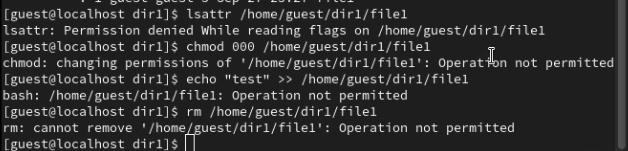 [guest@localhost dir1]$ lsattr /home/guest/dir1/file1
lsattr: Permission denied While reading flags on /home/guest/dir1/file1
[guest@localhost dir1]$ chmod 000 /home/guest/dir1/file1
chmod: changing permissions of '/home/guest/dir1/file1': Operation not permitted
[guest@localhost dir1]$ echo "test" >> /home/guest/dir1/file1
bash: /home/guest/dir1/file1: Operation not permitted
[guest@localhost dir1]$ rm /home/guest/dir1/file1
rm: cannot remove '/home/guest/dir1/file1': Operation not permitted
[guest@localhost dir1]$